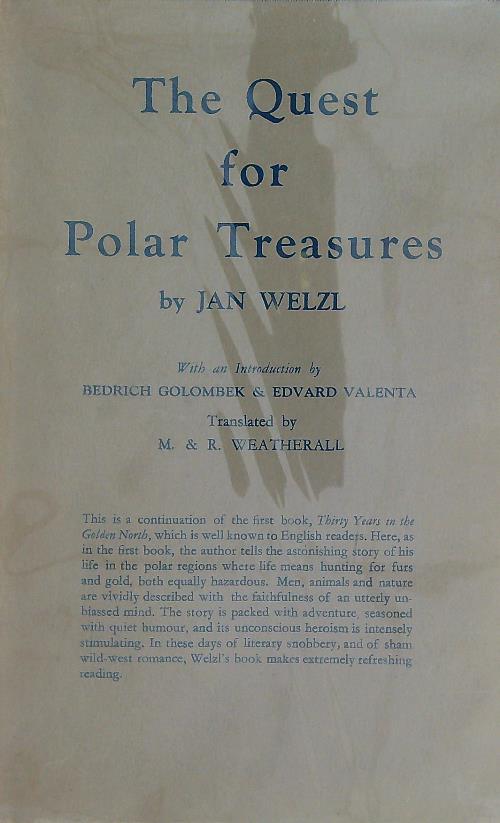 The Quest
for
Polar Treasures
by JAN WELZL
With an Introduction by
BEDRICH GOLOMBEK & EDVARD VALENTA
Translated by
M. & R. WEATHERALL
This is a continuation of the first book, Thirty Years in the
Golden North, which is well known to English readers. Here, as
in the first book, the author tells the astonishing story of his
life in the polar regions where life means hunting for furs
and gold, both equally hazardous. Men, animals and nature
are vividly described with the faithfulness of an utterly un-
biassed mind. The story is packed with adventure, seasoned
with quiet humour, and its unconscious heroism is intensely
stimulating. In these days of literary snobbery, and of sham
wild-west romance, Welzl's book makes extremely refreshing
reading.